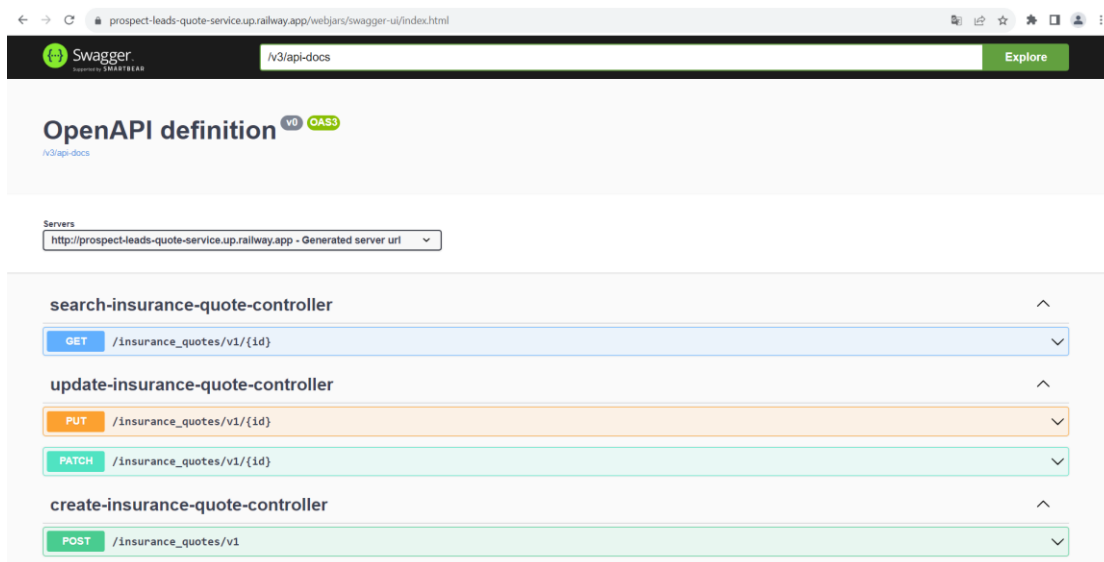 prospect-leads-quote-service.up.railway.app/webjars/swagger-ui/index.html
Swagger.
Supported by SMARTBEAR
/v3/api-docs
Explore
OpenAPI definition v0 OAS3
/v3/api-docs
Servers
http://prospect-leads-quote-service.up.railway.app - Generated server url
search-insurance-quote-controller
GET /insurance_quotes/v1/{id}
update-insurance-quote-controller
PUT /insurance_quotes/v1/{id}
PATCH /insurance_quotes/v1/{id}
create-insurance-quote-controller
POST /insurance_quotes/v1